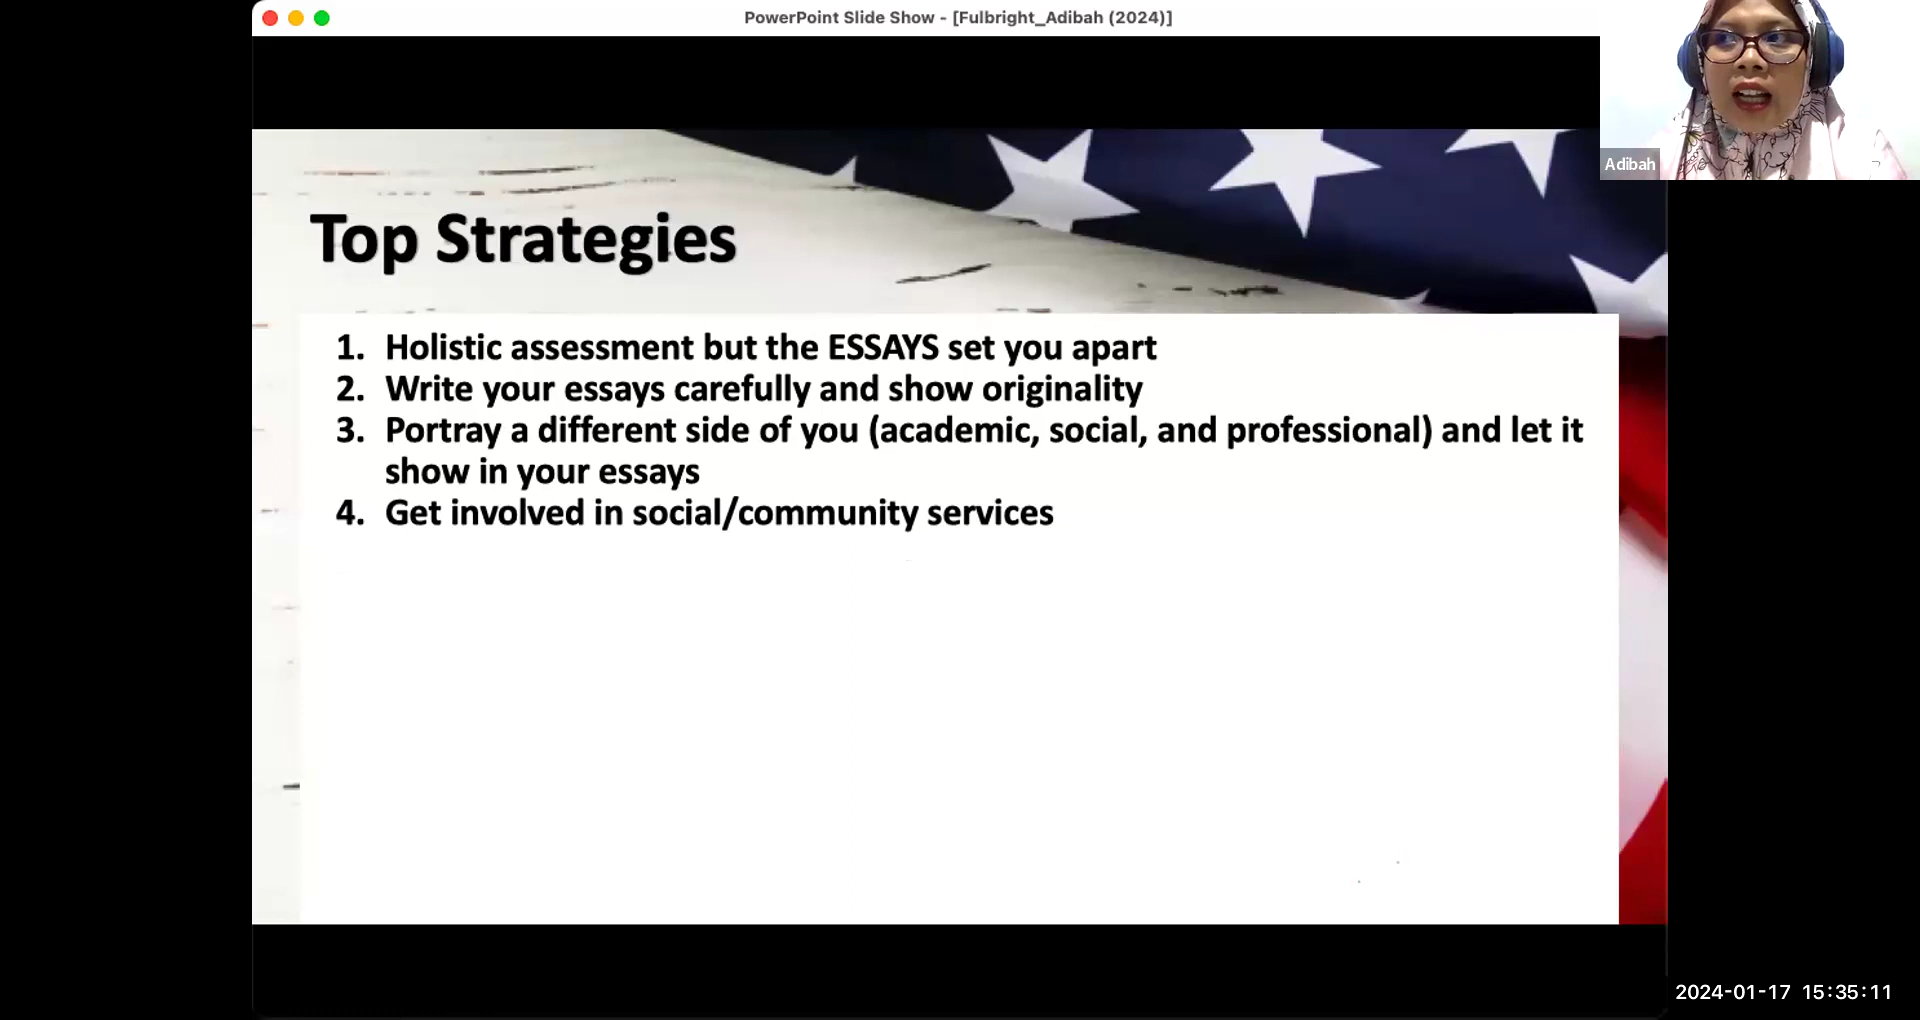 PowerPoint Slide Show - [Fulbright_Adibah (2024)]
Adibah
Top Strategies
1. Holistic assessment but the ESSAYS set you apart
2. Write your essays carefully and show originality
3. Portray a different side of you (academic, social, and professional) and let it
show in your essays
4. Get involved in social/community services
2024-01-17 15:35:11